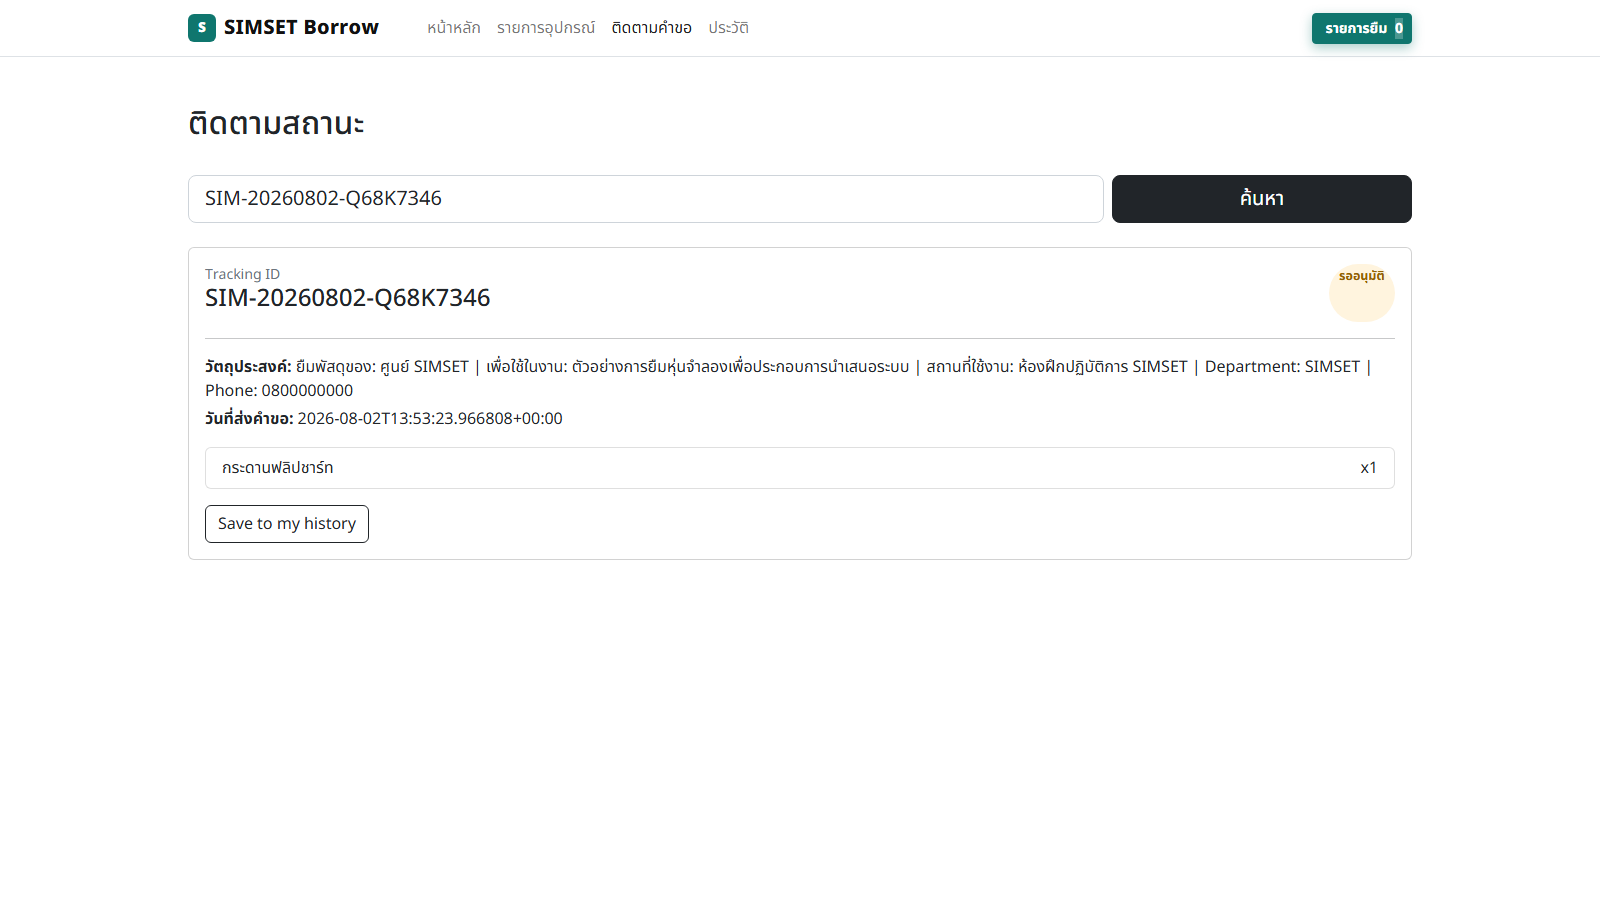 S SIMSET Borrow หน้าหลัก รายการอุปกรณ์ ติดตามคำขอ ประวัติ รายการยืม 0
ติดตามสถานะ
SIM-20260802-Q68K7346 ค้นหา
Tracking ID
SIM-20260802-Q68K7346
รออนุมัติ
วัตถุประสงค์: ยืมพัสดุของ: ศูนย์ SIMSET | เพื่อใช้ในงาน: ตัวอย่างการยืมหุ่นจำลองเพื่อประกอบการนำเสนอระบบ | สถานที่ใช้งาน: ห้องฝึกปฏิบัติการ SIMSET | Department: SIMSET |
Phone: 0800000000
วันที่ส่งคำขอ: 2026-08-02T13:53:23.966808+00:00
กระดานฟลิปชาร์ท x1
Save to my history